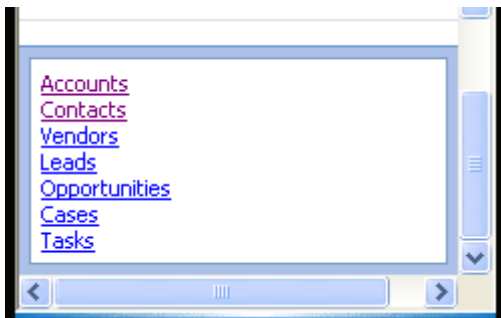 Accounts
Contacts
Vendors
Leads
Opportunities
Cases
Tasks